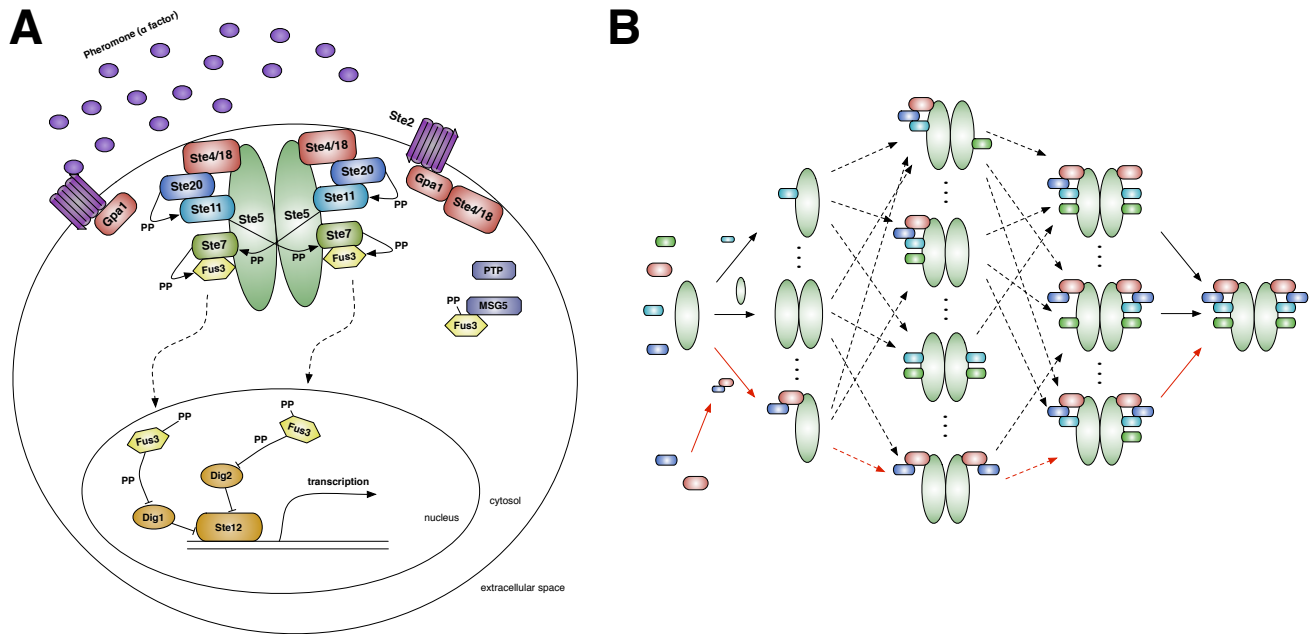 A
B
Pheromone (α factor)
Ste2
Ste4/18
Ste4/18
Ste20
Ste20
Gpa1
Ste11
Ste11
PP
Ste4/18
Gpa1
Ste5
Ste5
PP
Ste7
Ste7
PP
Fus3
PP
PP
Fus3
PP
PTP
PP
MSG5
Fus3
PP
PP
Fus3
Fus3
PP
PP
Dig2
transcription
cytosol
Dig1
Ste12
nucleus
extracellular space